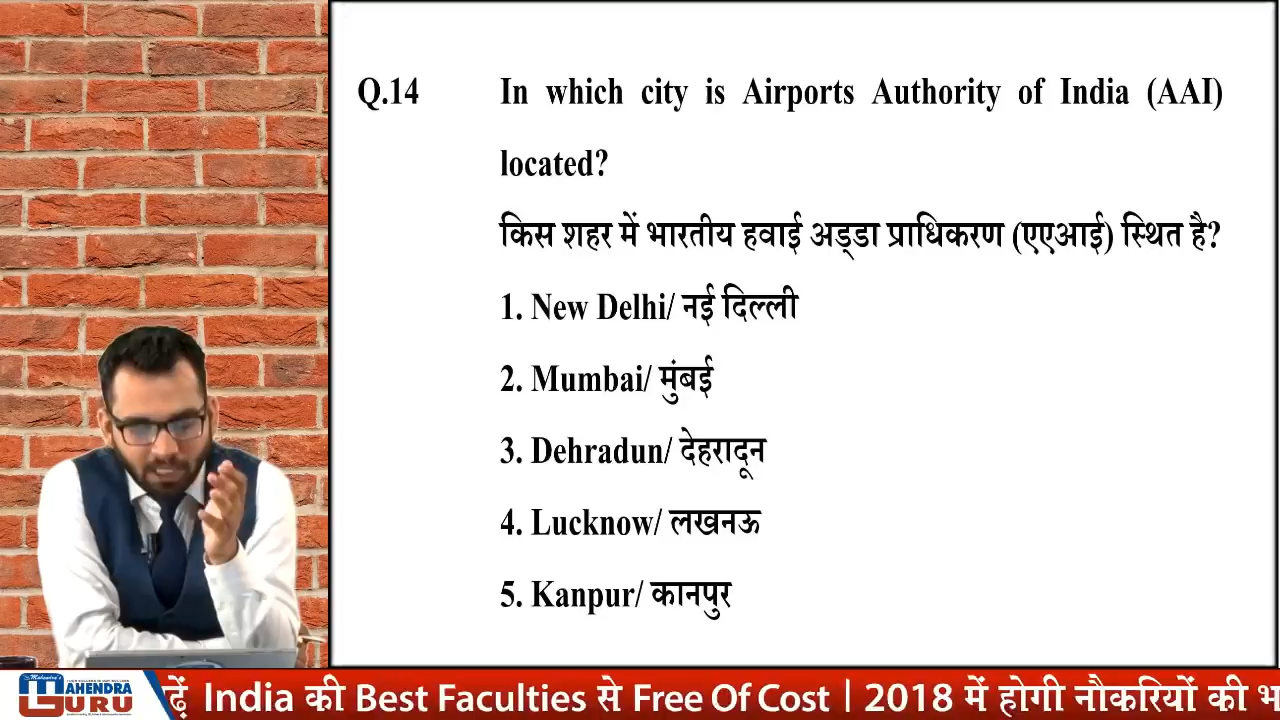 Q.14 In which city is Airports Authority of India (AAI)
located?
किस शहर में भारतीय हवाई अड्डा प्राधिकरण (एएआई) स्थित है?
1. New Delhi/ नई दिल्ली
2. Mumbai/ मुंबई
3. Dehradun/ देहरादून
4. Lucknow/ लखनऊ
5. Kanpur/ कानपुर
Mahendra's
MAHENDRA
GURU
ढ़ें India की Best Faculties से Free Of Cost | 2018 में होगी नौकरियों की भ